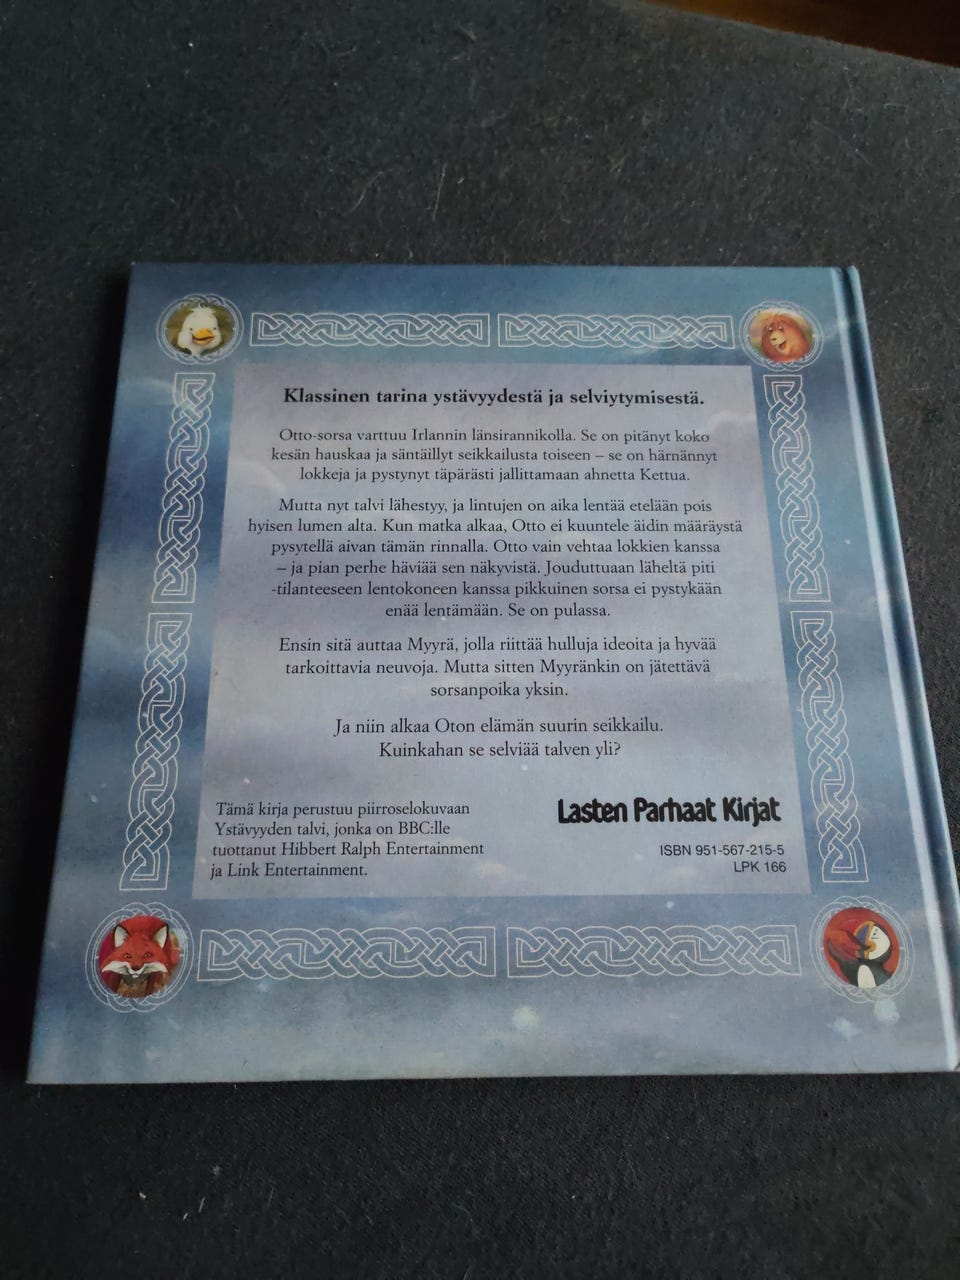 Klassinen tarina ystävyydestä ja selviytymisestä.
Otto-sorsa varttuu Irlannin länsirannikolla. Se on pitänyt koko
kesän hauskaa ja säntäillyt seikkailusta toiseen – se on härnännyt
lokkeja ja pystynyt täpärästi jallittamaan ahnetta Kettua.
Mutta nyt talvi lähestyy, ja lintujen on aika lentää etelään pois
hyisen lumen alta. Kun matka alkaa, Otto ei kuuntele äidin määräystä
pysytellä aivan tämän rinnalla. Otto vain vehtaa lokkien kanssa
– ja pian perhe häviää sen näkyvistä. Jouduttuaan läheltä piti
-tilanteeseen lentokoneen kanssa pikkuinen sorsa ei pystykään
enää lentämään. Se on pulassa.
Ensin sitä auttaa Myyrä, jolla riittää hulluja ideoita ja hyvää
tarkoittavia neuvoja. Mutta sitten Myyränkin on jätettävä
sorsanpoika yksin.
Ja niin alkaa Oton elämän suurin seikkailu.
Kuinkahan se selviää talven yli?
Tämä kirja perustuu piirroselokuvaan
Ystävyyden talvi, jonka on BBC:lle
tuottanut Hibbert Ralph Entertainment
ja Link Entertainment.
Lasten Parhaat Kirjat
ISBN 951-567-215-5
LPK 166